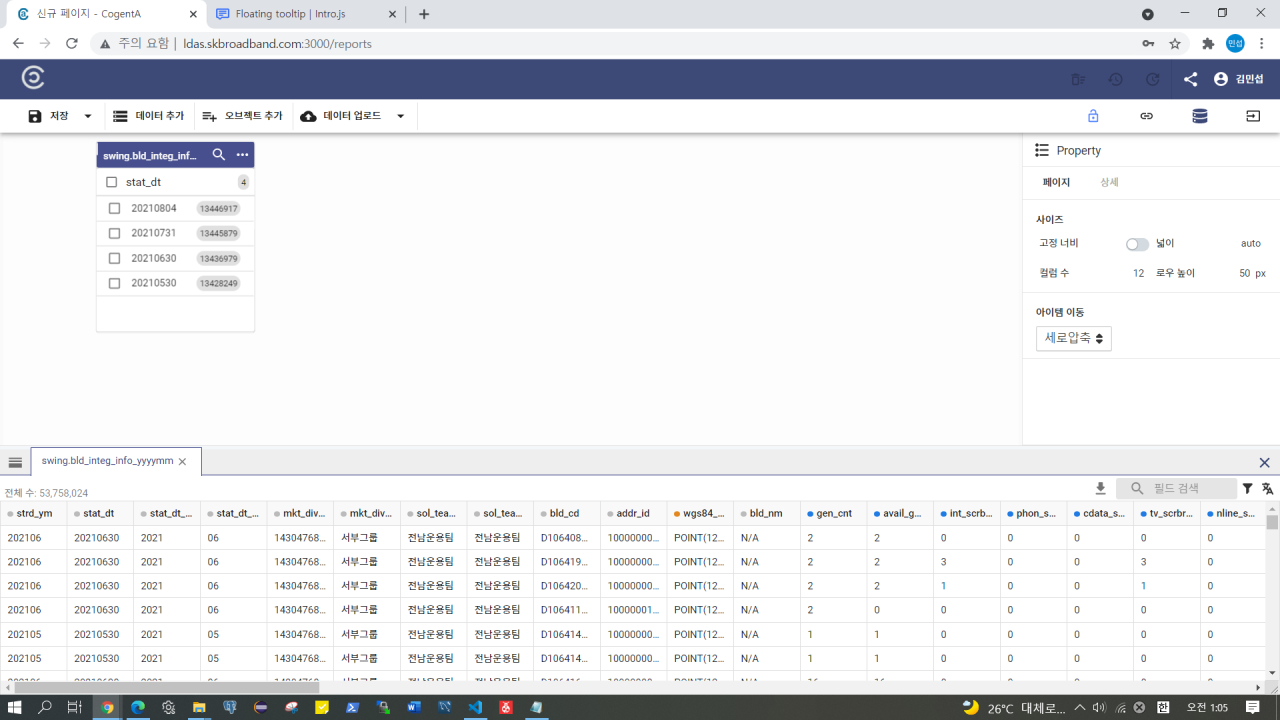 신규 페이지 - CogentA
Floating tooltip | Intro.js
주의 요함 | ldas.skbroadband.com:3000/reports
민섭
김민섭
저장 데이터 추가 오브젝트 추가 데이터 업로드
swing.bld_integ_inf...
stat_dt 4
20210804 13446917
20210731 13445879
20210630 13436979
20210530 13428249
Property
페이지 상세
사이즈
고정 너비 넓이 auto
컬럼 수 12 로우 높이 50 px
아이템 이동
세로압축
swing.bld_integ_info_yyyymm
전체 수: 53,758,024
필드 검색
strd_ym stat_dt stat_dt_... stat_dt_... mkt_div... mkt_div... sol_tea... sol_tea... bld_cd addr_id wgs84_... bld_nm gen_cnt avail_g... int_scrb... phon_s... cdata_s... tv_scrbr... nline_s...
202106 20210630 2021 06 14304768... 서부그룹 전남운용팀 전남운용팀 D106408... 10000000... POINT(12... N/A 2 2 0 0 0 0 0
202106 20210630 2021 06 14304768... 서부그룹 전남운용팀 전남운용팀 D106419... 10000000... POINT(12... N/A 2 2 3 0 0 3 0
202106 20210630 2021 06 14304768... 서부그룹 전남운용팀 전남운용팀 D106420... 10000000... POINT(12... N/A 2 2 1 0 0 1 0
202106 20210630 2021 06 14304768... 서부그룹 전남운용팀 전남운용팀 D106411... 10000001... POINT(12... N/A 2 0 0 0 0 0 0
202105 20210530 2021 05 14304768... 서부그룹 전남운용팀 전남운용팀 D106414... 10000000... POINT(12... N/A 1 1 0 0 0 0 0
202105 20210530 2021 05 14304768... 서부그룹 전남운용팀 전남운용팀 D106414... 10000000... POINT(12... N/A 1 1 0 0 0 0 0
26°C 대체로... 한 오전 1:05